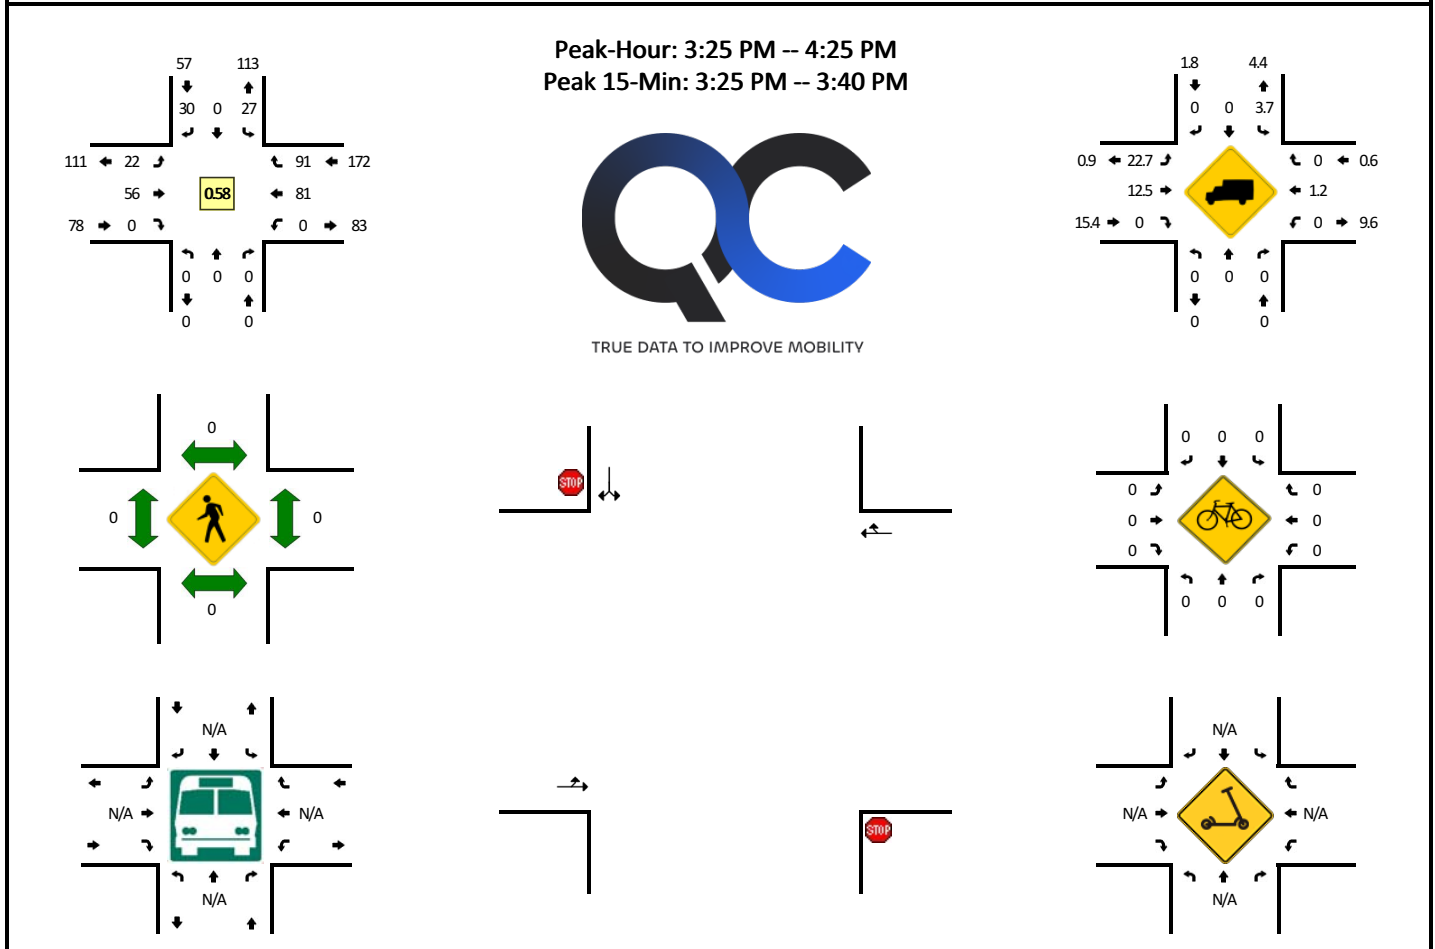 Peak-Hour: 3:25 PM -- 4:25 PM
Peak 15-Min: 3:25 PM -- 3:40 PM
57 113
30 0 27
111 22 91 172
56 0.58 81
78 0 0 83
0 0 0
0 0
TRUE DATA TO IMPROVE MOBILITY
1.8 4.4
0 0 3.7
0.9 22.7 0 0.6
12.5 1.2
15.4 0 0 9.6
0 0 0
0 0
0
0 0
0
STOP
STOP
0 0 0
0 0
0 0
0 0
0 0 0
N/A
N/A N/A
N/A
N/A
N/A N/A
N/A